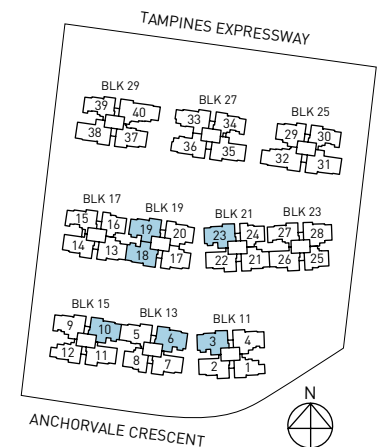 TAMPINES EXPRESSWAY
BLK 29
39 40
38 37
BLK 27
33 34
36 35
BLK 25
29 30
32 31
BLK 17
15 16
14 13
BLK 19
19 20
18 17
BLK 21
23 24
22 21
BLK 23
27 28
26 25
BLK 15
9 10
12 11
BLK 13
5 6
8 7
BLK 11
3 4
2 1
N
ANCHORVALE CRESCENT